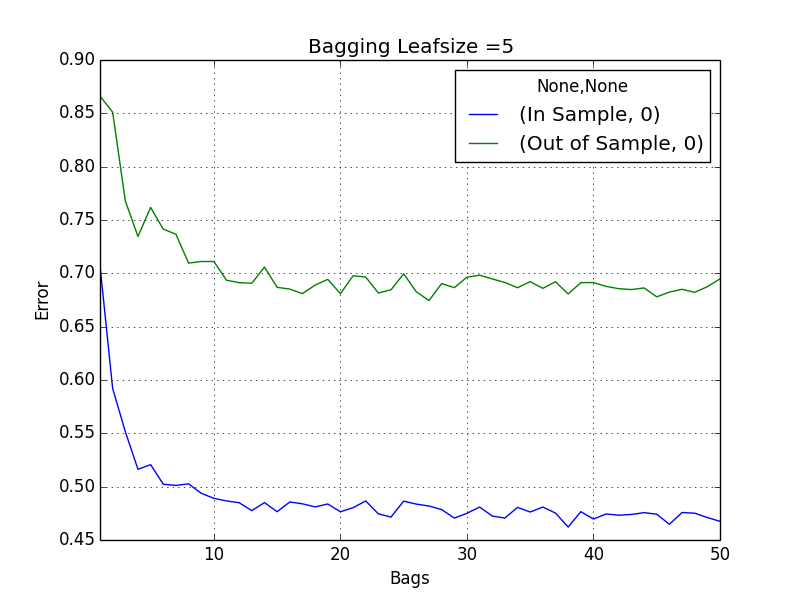 Bagging Leafsize =5
None,None
(In Sample, 0)
(Out of Sample, 0)
Error
0.90
0.85
0.80
0.75
0.70
0.65
0.60
0.55
0.50
0.45
10 20 30 40 50
Bags